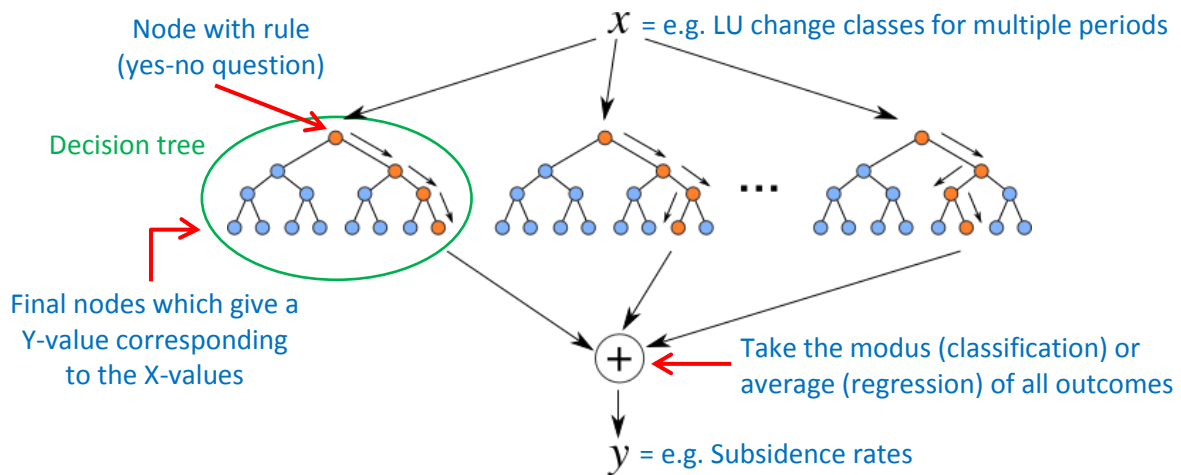 Node with rule
(yes-no question)
x = e.g. LU change classes for multiple periods
Decision tree
...
Final nodes which give a
Y-value corresponding
to the X-values
+
Take the modus (classification) or
average (regression) of all outcomes
y = e.g. Subsidence rates